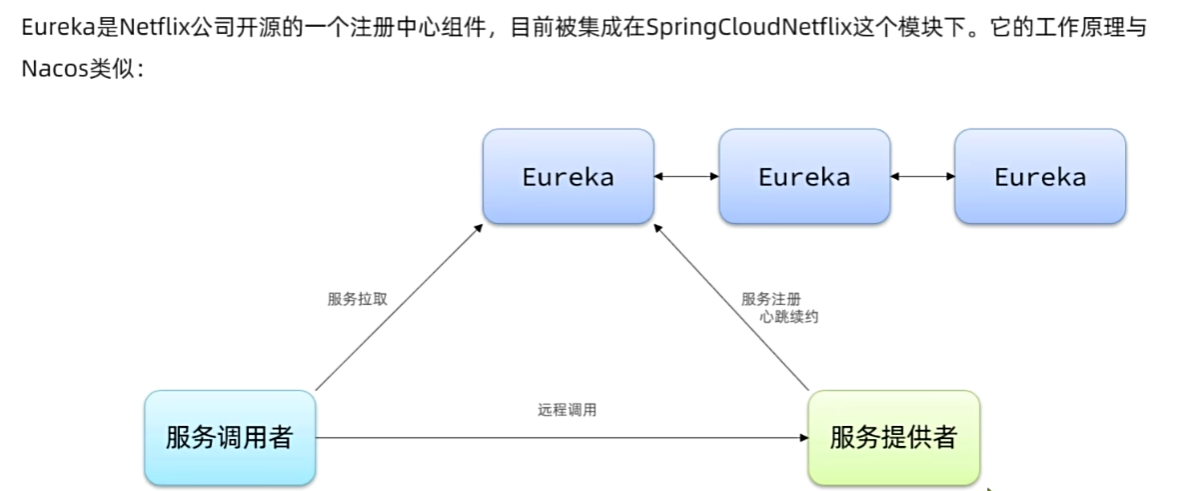 Eureka是Netflix公司开源的一个注册中心组件，目前被集成在SpringCloudNetflix这个模块下。它的工作原理与
Nacos类似：
Eureka
Eureka
Eureka
服务拉取
服务注册
心跳续约
远程调用
服务调用者
服务提供者